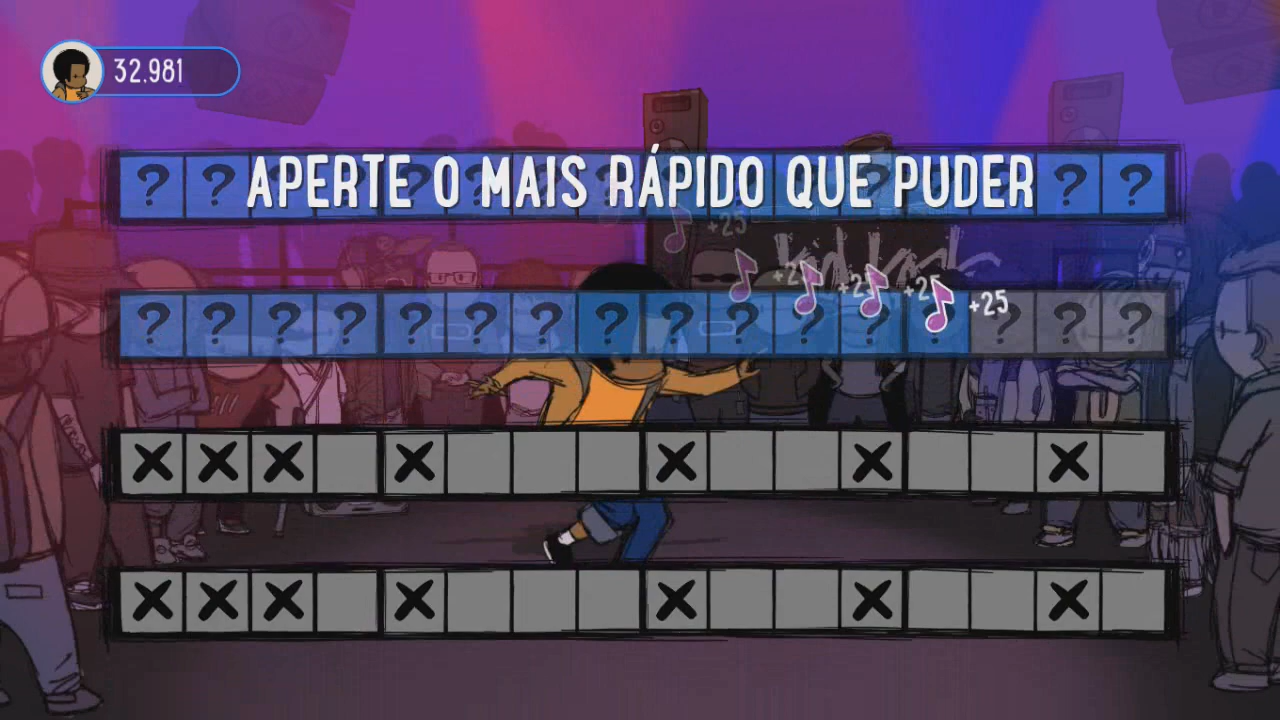 32.981
? ? APERTE O MAIS RÁPIDO QUE PUDER ? ?
+25
+25 +25 +25 +25
? ? ? ? ? ? ? ? ? ? ? ? ? ? ? ?